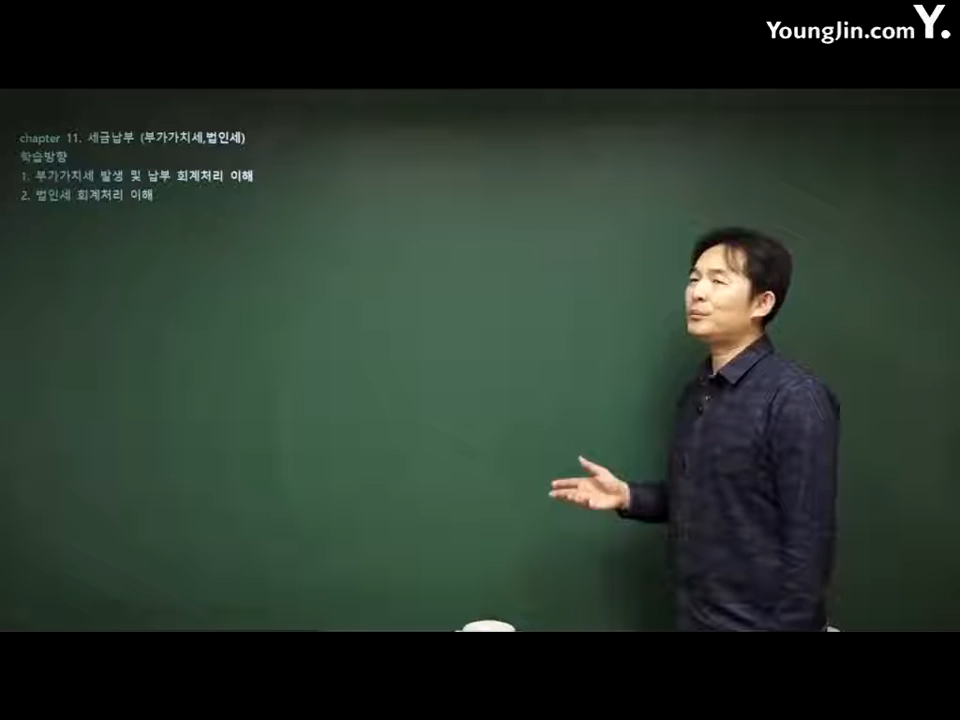 YoungJin.com Y.
chapter 11. 세금납부 (부가가치세,법인세)
학습방향
1. 부가가치세 발생 및 납부 회계처리 이해
2. 법인세 회계처리 이해